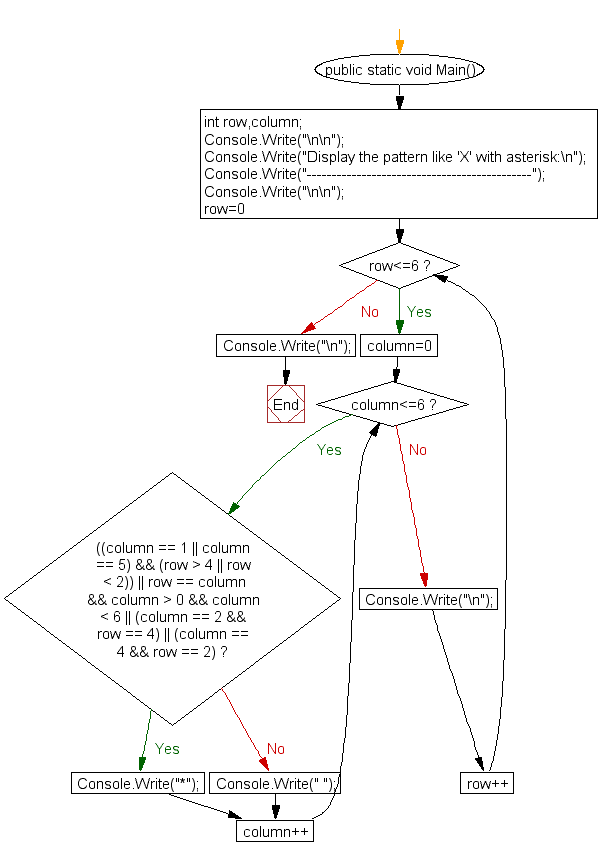 public static void Main()
int row,column;
Console.Write("\n\n");
Console.Write("Display the pattern like 'X' with asterisk:\n");
Console.Write("---------------------------------------------");
Console.Write("\n\n");
row=0
row<=6 ?
No
Yes
Console.Write("\n");
column=0
End
column<=6 ?
Yes
No
((column == 1 || column
== 5) && (row > 4 || row
< 2)) || row == column
&& column > 0 && column
< 6 || (column == 2 &&
row == 4) || (column ==
4 && row == 2) ?
Console.Write("\n");
Yes
No
Console.Write("*");
Console.Write(" ");
row++
column++